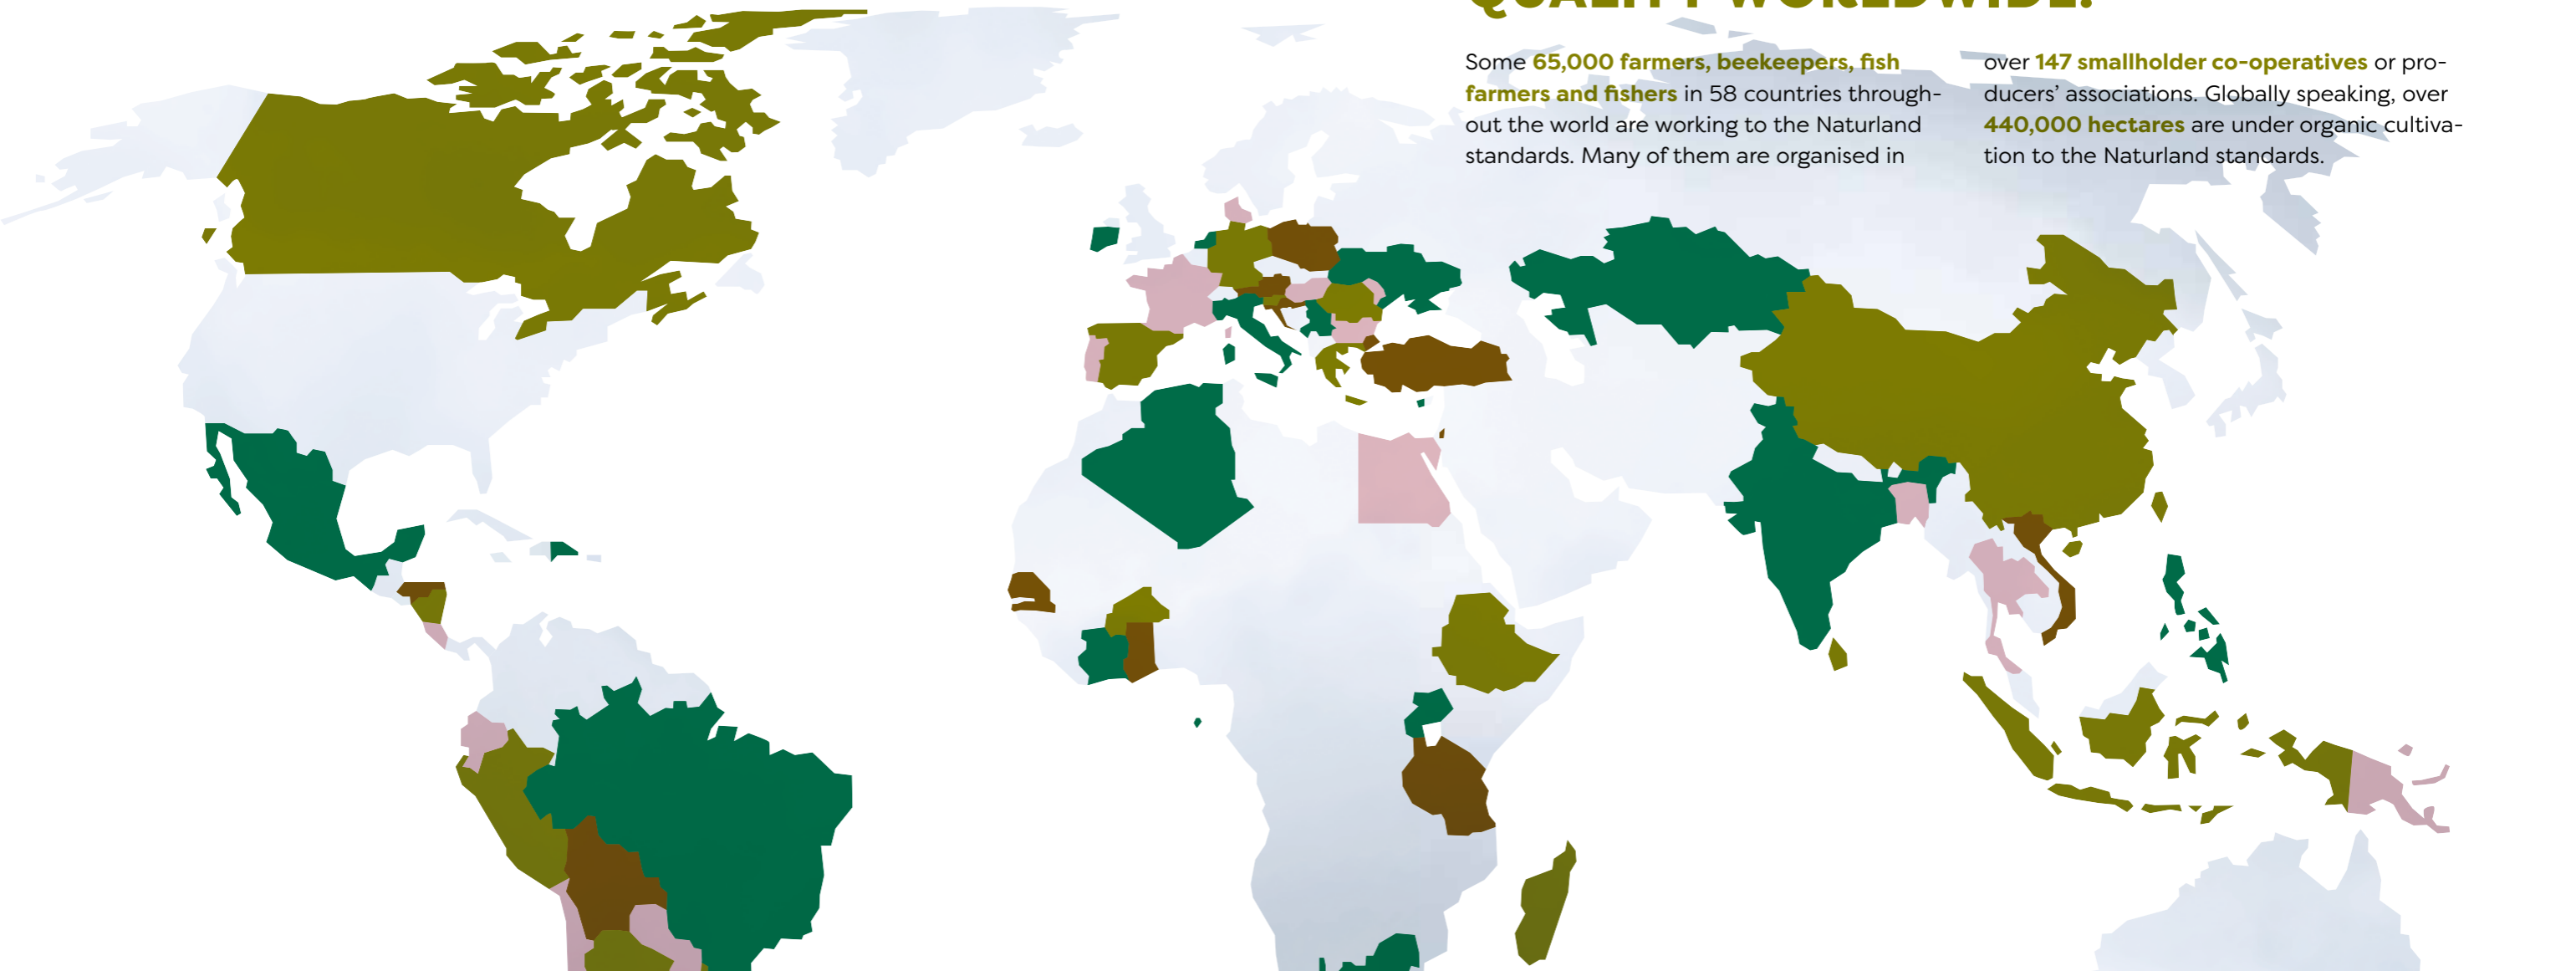 QUALITY WORLDWIDE!
Some 65,000 farmers, beekeepers, fish
farmers and fishers in 58 countries through-
out the world are working to the Naturland
standards. Many of them are organised in
over 147 smallholder co-operatives or pro-
ducers’ associations. Globally speaking, over
440,000 hectares are under organic cultiva-
tion to the Naturland standards.